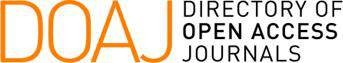 DOAJ
DIRECTORY OF
OPEN ACCESS
JOURNALS